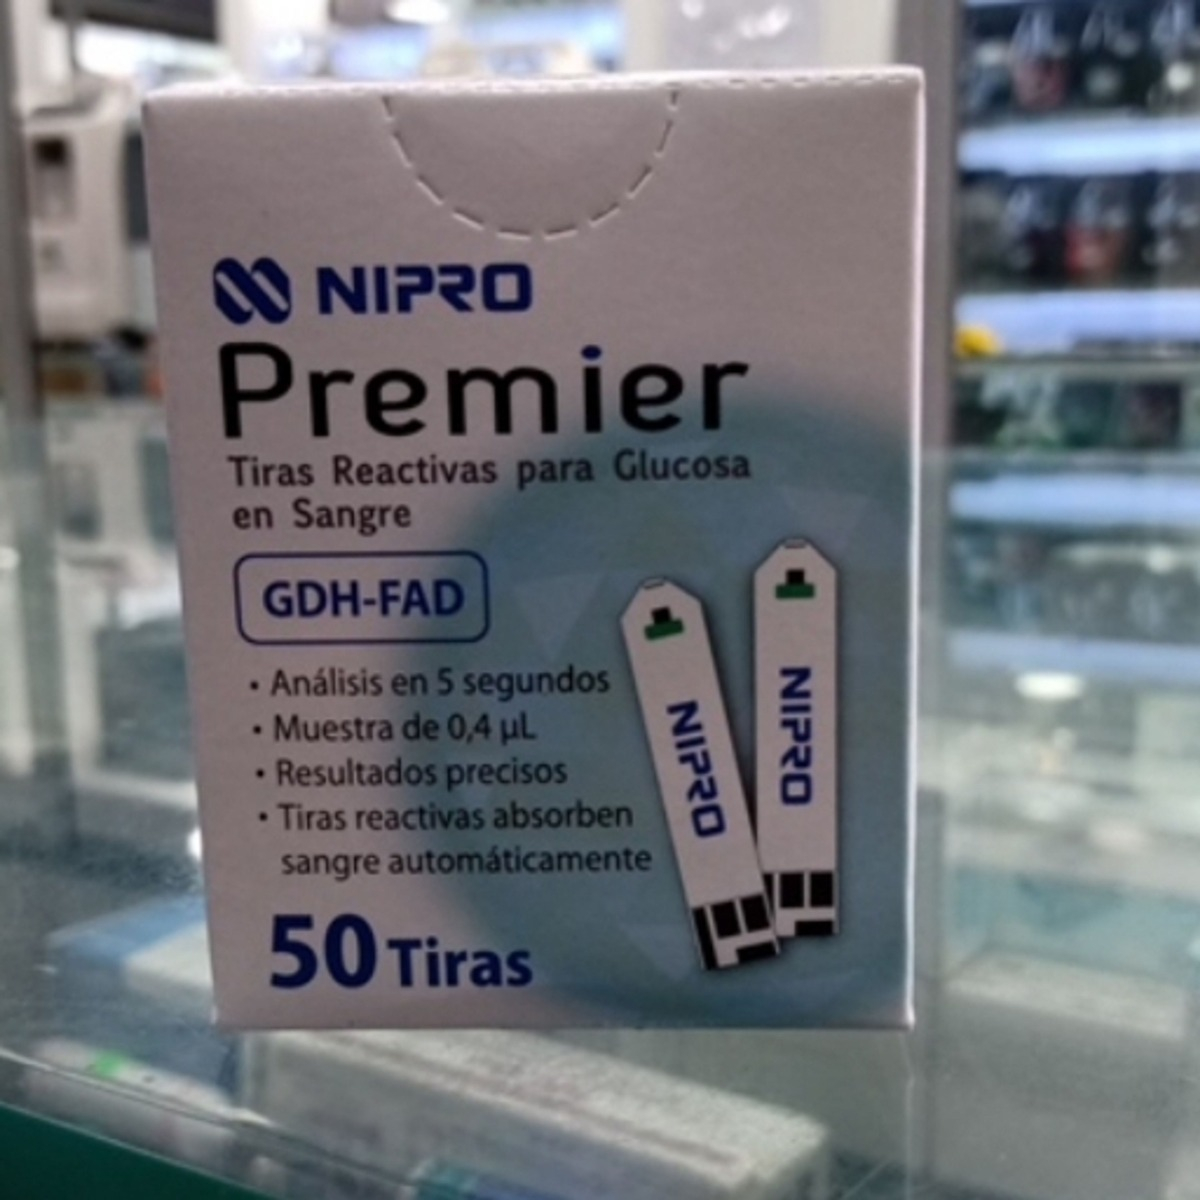 NIPRO
Premier
Tiras Reactivas para Glucosa
en Sangre
GDH-FAD
• Análisis en 5 segundos
• Muestra de 0,4 µL
• Resultados precisos
• Tiras reactivas absorben
sangre automáticamente
50 Tiras
NIPRO
NIPRO